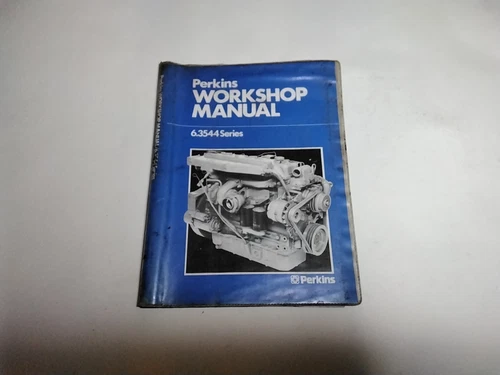 Perkins
WORKSHOP
MANUAL
6.3544 Series
Perkins